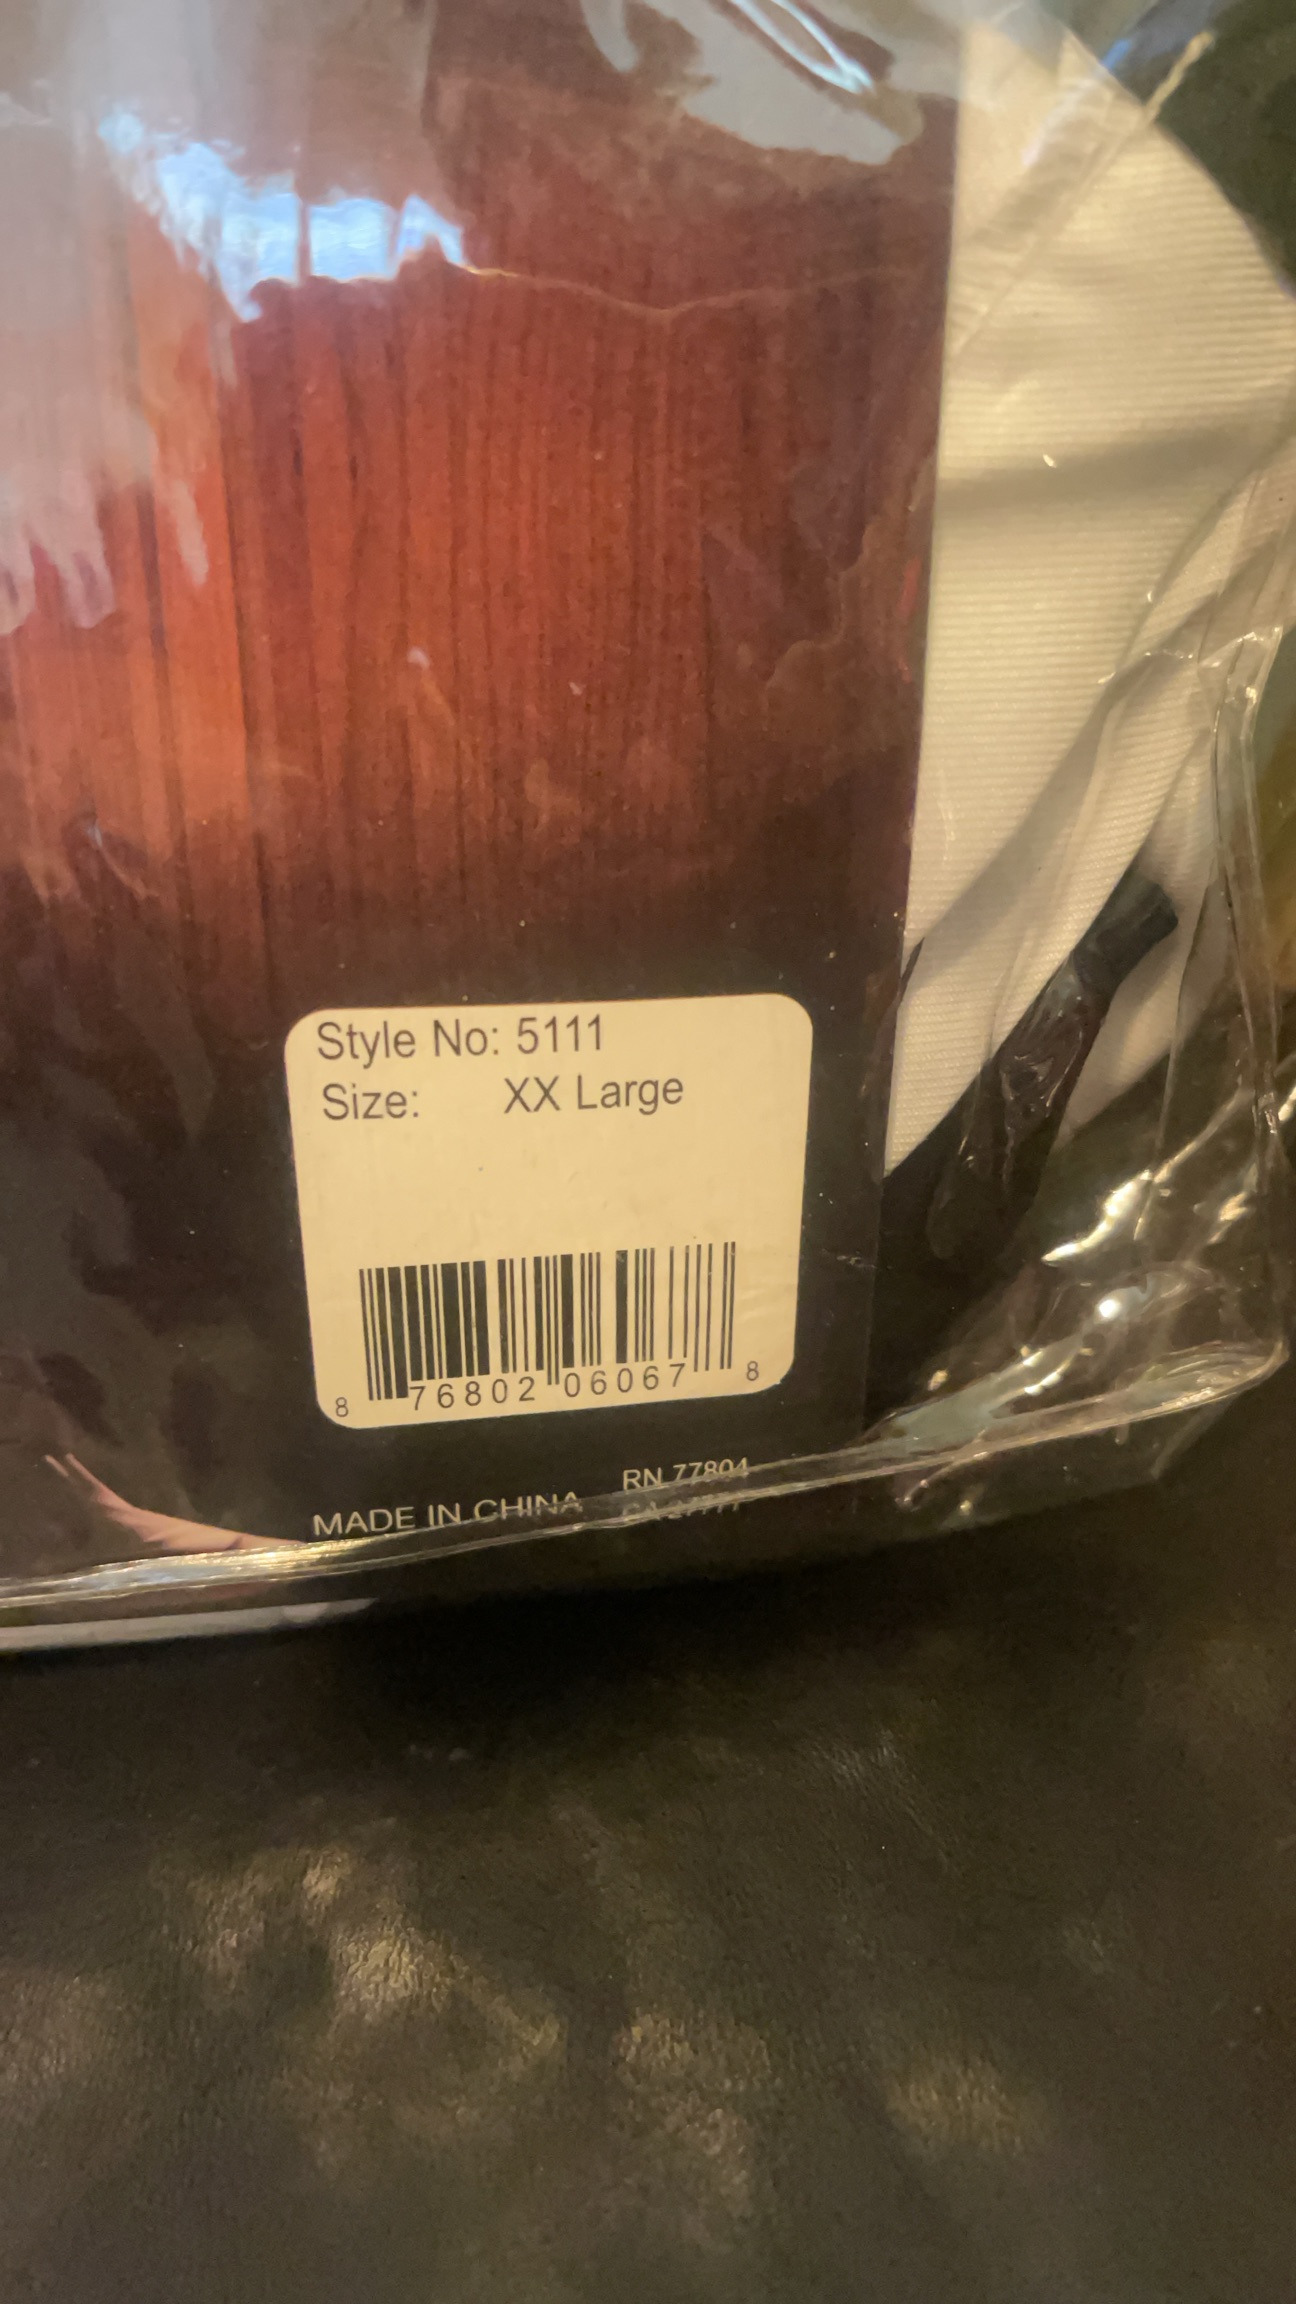 Style No: 5111
Size: XX Large
8 76802 06067 8
RN 77804
MADE IN CHINA